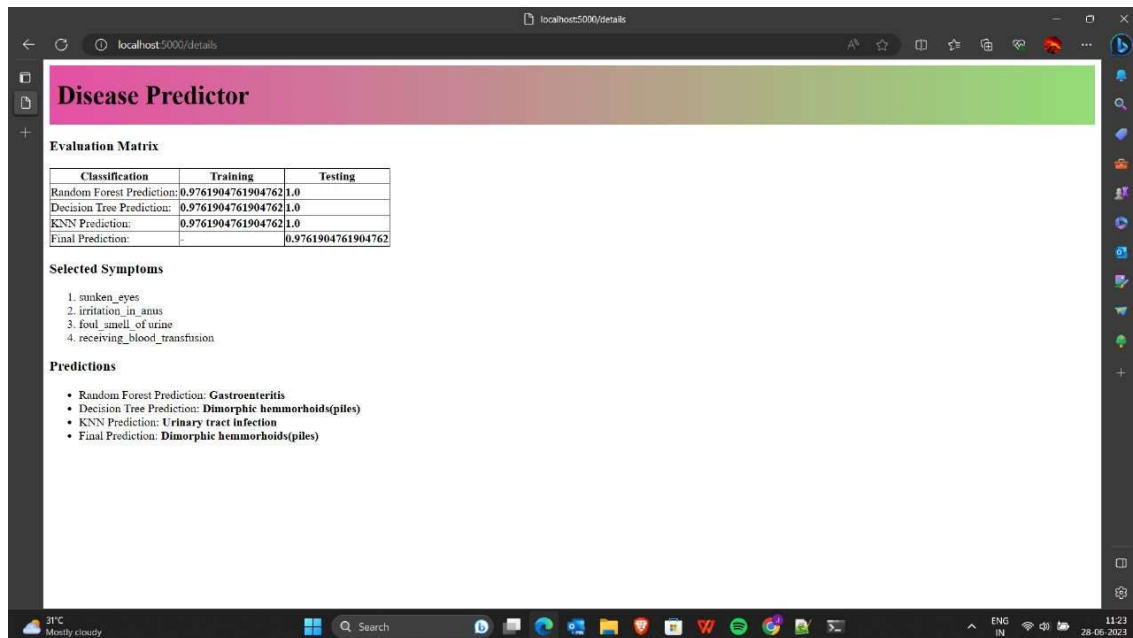 localhost:5000/details
localhost:5000/details
Disease Predictor
Evaluation Matrix
Classification Training Testing
Random Forest Prediction: 0.9761904761904762 1.0
Decision Tree Prediction: 0.9761904761904762 1.0
KNN Prediction: 0.9761904761904762 1.0
Final Prediction: - 0.9761904761904762
Selected Symptoms
1. sunken_eyes
2. irritation_in_anus
3. foul_smell_of urine
4. receiving_blood_transfusion
Predictions
• Random Forest Prediction: Gastroenteritis
• Decision Tree Prediction: Dimorphic hemmorhoids(piles)
• KNN Prediction: Urinary tract infection
• Final Prediction: Dimorphic hemmorhoids(piles)
31°C
Mostly cloudy
Search
ENG
IN
11:23
28-06-2023